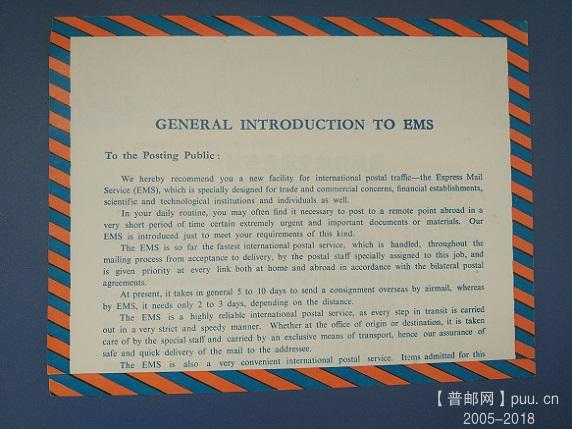 GENERAL INTRODUCTION TO EMS
To the Posting Public :
We hereby recommend you a new facility for international postal traffic—the Express Mail
Service (EMS), which is specially designed for trade and commercial concerns, financial establishments,
scientific and technological institutions and individuals as well.
In your daily routine, you may often find it necessary to post to a remote point abroad in a
very short period of time certain extremely urgent and important documents or materials. Our
EMS is introduced just to meet your requirements of this kind.
The EMS is so far the fastest international postal service, which is handled, throughout the
mailing process from acceptance to delivery, by the postal staff specially assigned to this job, and
is given priority at every link both at home and abroad in accordance with the bilateral postal
agreements.
At present, it takes in general 5 to 10 days to send a consignment overseas by airmail, whereas
by EMS, it needs only 2 to 3 days, depending on the distance.
The EMS is a highly reliable international postal service, as every step in transit is carried
out in a very strict and speedy manner. Whether at the office of origin or destination, it is taken
care of by the special staff and carried by an exclusive means of transport, hence our assurance of
safe and quick delivery of the mail to the addressee.
The EMS is also a very convenient international postal service. Items admitted for this
【普邮网】puu.cn
2005-2018